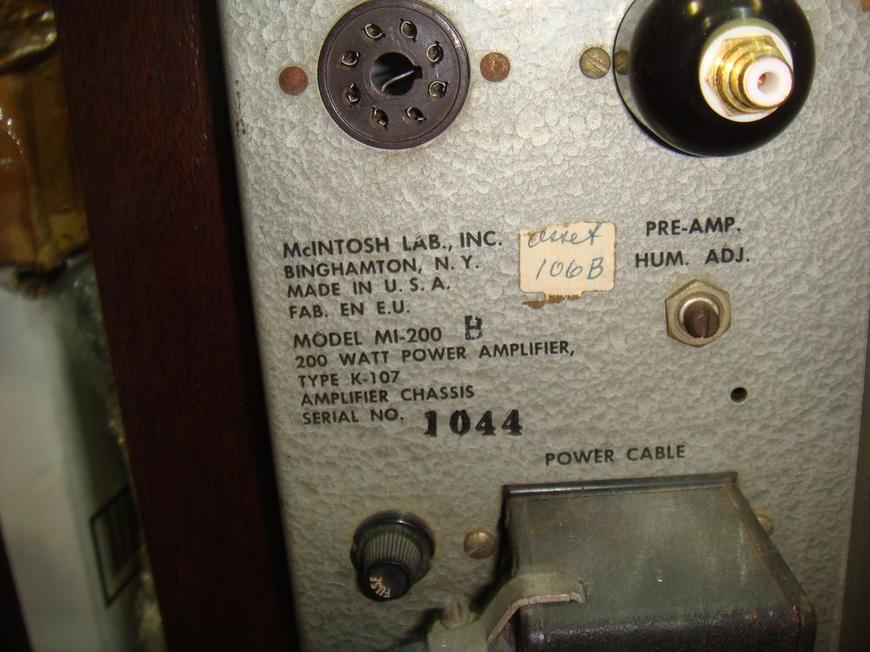 McINTOSH LAB., INC.
BINGHAMTON, N. Y.
MADE IN U. S. A.
FAB. EN E.U.
MODEL MI-200 B
200 WATT POWER AMPLIFIER,
TYPE K-107
AMPLIFIER CHASSIS
SERIAL NO. 1044
106B
PRE-AMP.
HUM. ADJ.
POWER CABLE
FUSE